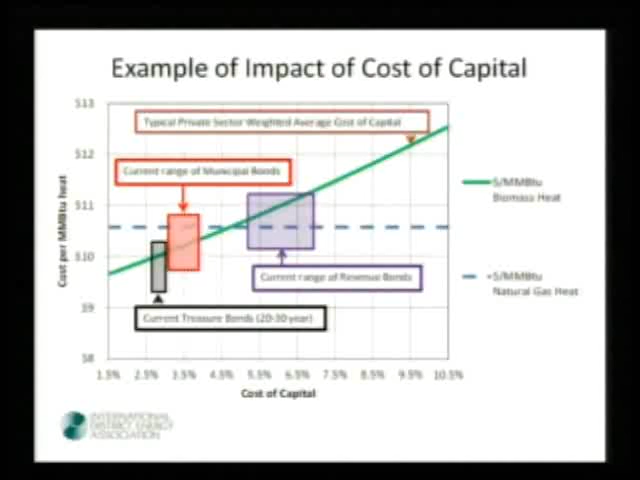 Example of Impact of Cost of Capital
$13
Typical Private Sector Weighted Average Cost of Capital
$12
Current range of Municipal Bonds
$/MMBtu
Biomass Heat
$11
Cost per MMBtu heat
$10
Current range of Revenue Bonds
$/MMBtu
Natural Gas Heat
$9
Current Treasure Bonds (20-30-year)
$8
1.5% 2.5% 3.5% 4.5% 5.5% 6.5% 7.5% 8.5% 9.5% 10.5%
Cost of Capital
INTERNATIONAL
DISTRICT ENERGY
ASSOCIATION